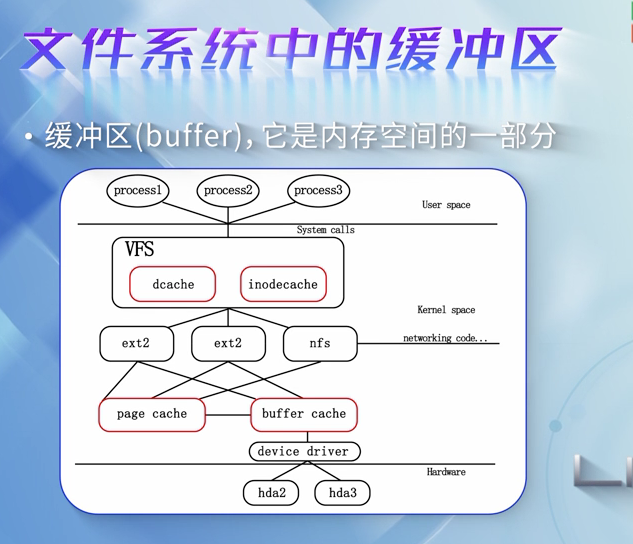 文件系统中的缓冲区
• 缓冲区(buffer)，它是内存空间的一部分
process1 process2 process3
User space
System calls
VFS
dcache inodecache
Kernel space
ext2 ext2 nfs
networking code...
page cache buffer cache
device driver
Hardware
hda2 hda3